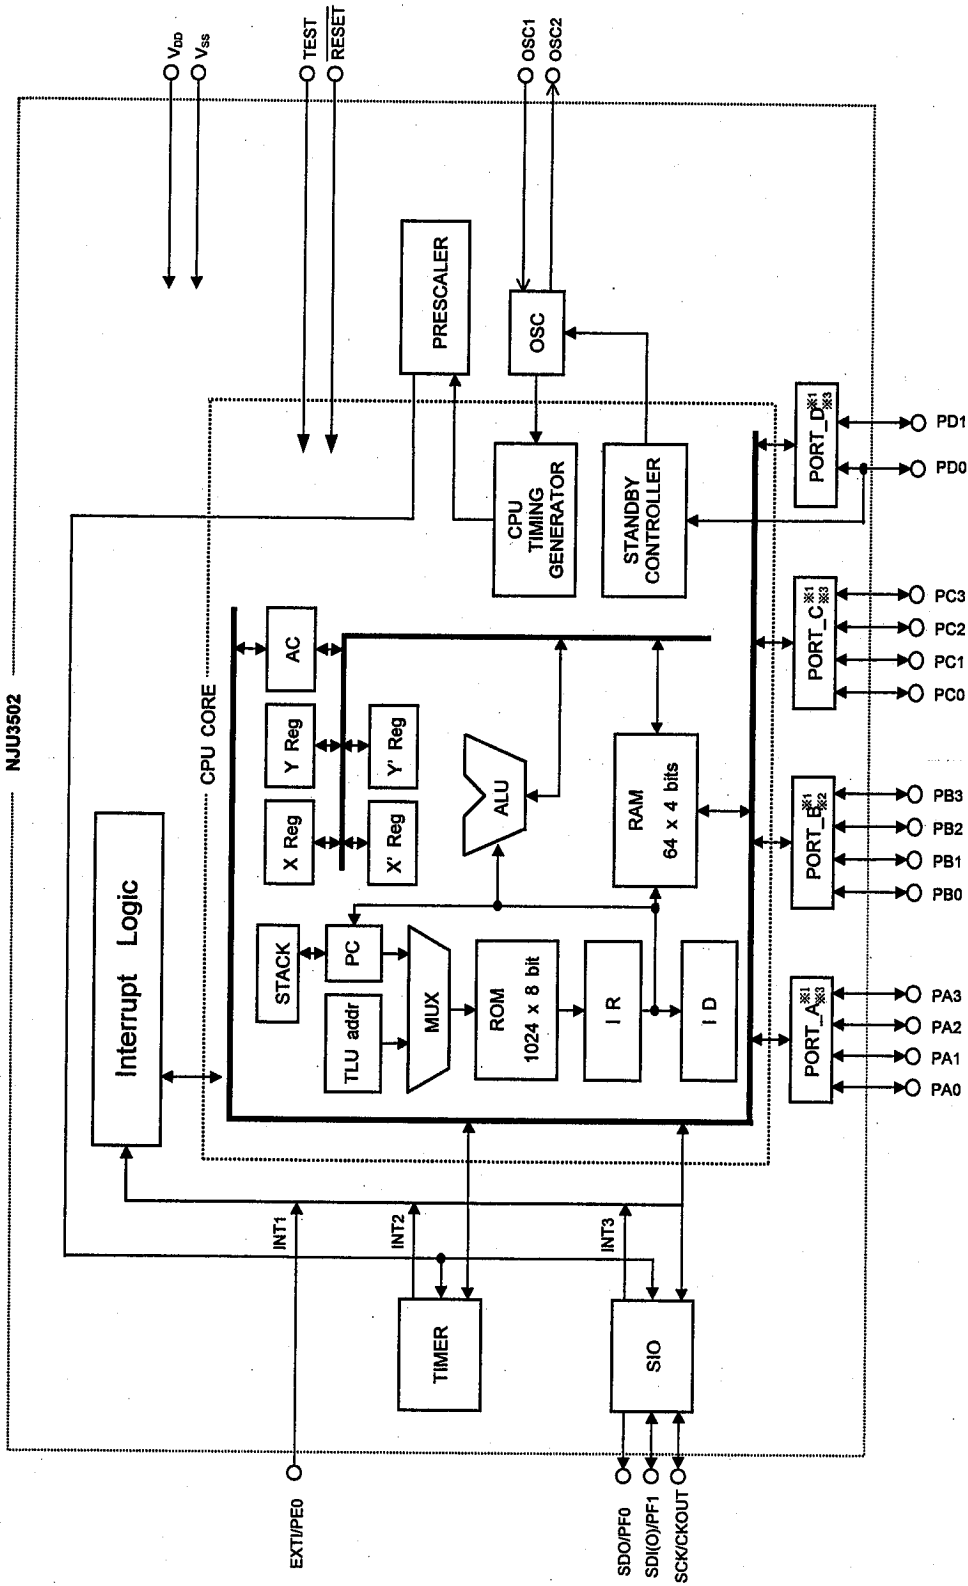 NJU3502
VDD
VSS
TEST
RESET
OSC1
OSC2
PRESCALER
OSC
CPU CORE
CPU
TIMING
GENERATOR
STANDBY
CONTROLLER
Interrupt Logic
AC
X Reg
Y Reg
X' Reg
Y' Reg
STACK
PC
TLU addr
MUX
ALU
ROM
1024 x 8 bit
RAM
64 x 4 bits
I R
I D
INT1
INT2
INT3
TIMER
SIO
EXTI/PE0
SDO/PF0
SDI(O)/PF1
SCK/CKOUT
PORT_A※1
※3
PORT_B※1
※2
PORT_C※1
※3
PORT_D※1
※3
PA0
PA1
PA2
PA3
PB0
PB1
PB2
PB3
PC0
PC1
PC2
PC3
PD0
PD1